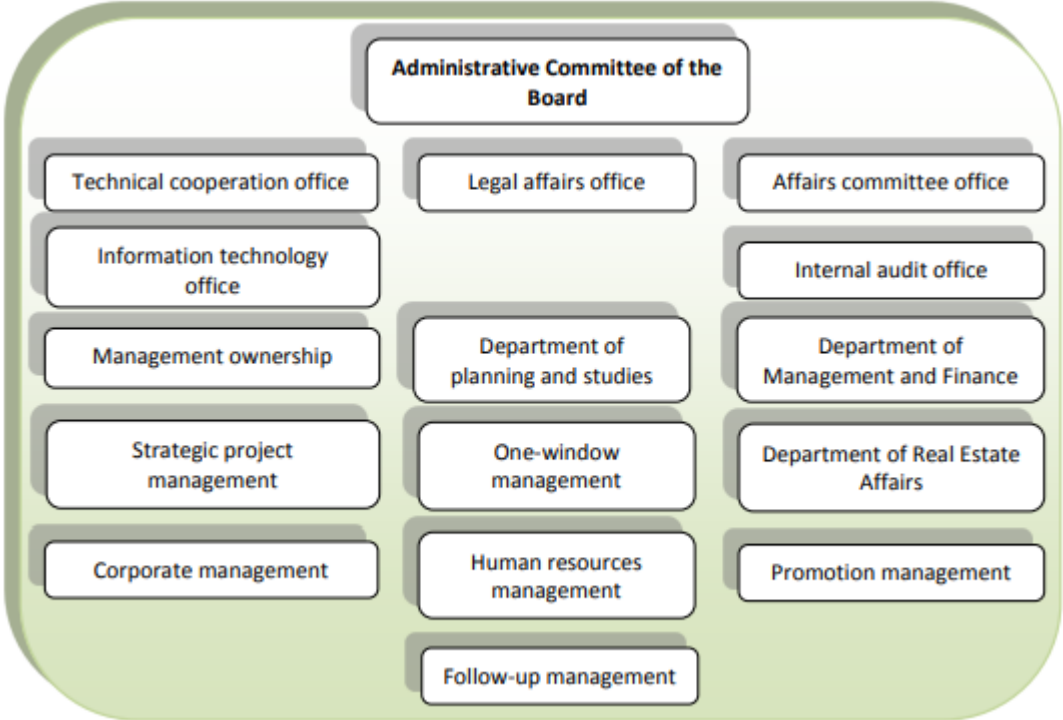 Administrative Committee of the
Board
Technical cooperation office
Legal affairs office
Affairs committee office
Information technology
office
Internal audit office
Management ownership
Department of
planning and studies
Department of
Management and Finance
Strategic project
management
One-window
management
Department of Real Estate
Affairs
Corporate management
Human resources
management
Promotion management
Follow-up management